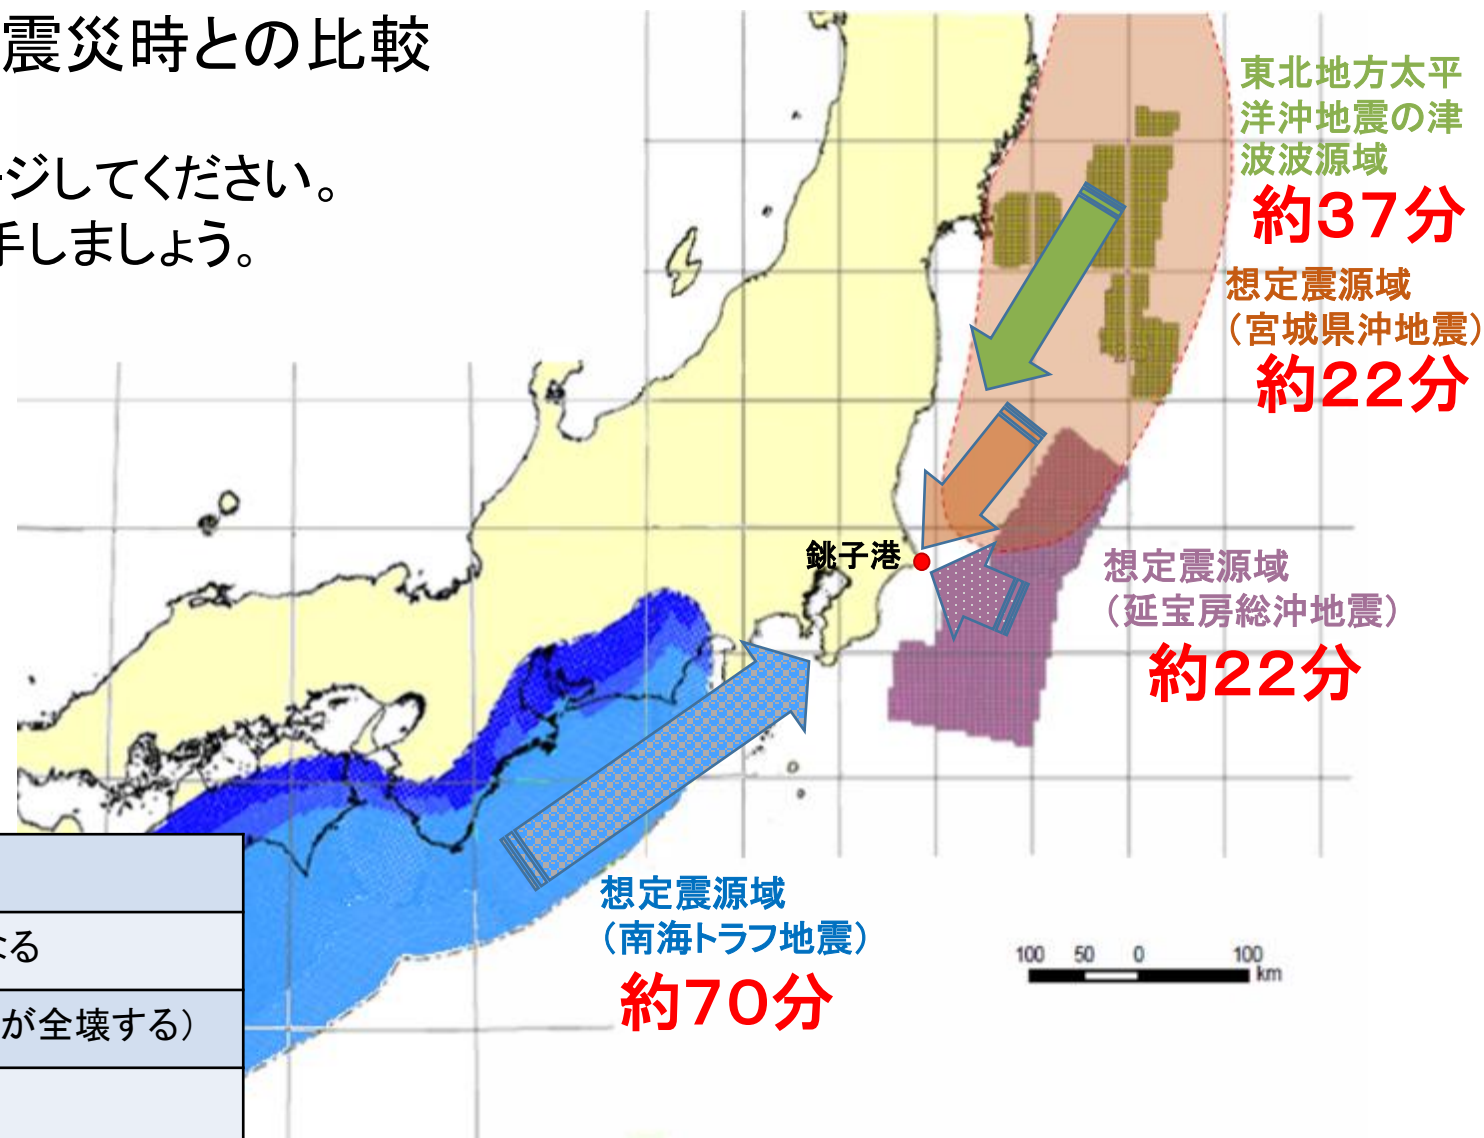 震災時との比較
ージしてください。
手しましょう。
東北地方太平
洋沖地震の津
波波源域
約37分
想定震源域
（宮城県沖地震）
約22分
銚子港
想定震源域
（延宝房総沖地震）
約22分
想定震源域
（南海トラフ地震）
約70分
なる
が全壊する）
100 50 0 100
km